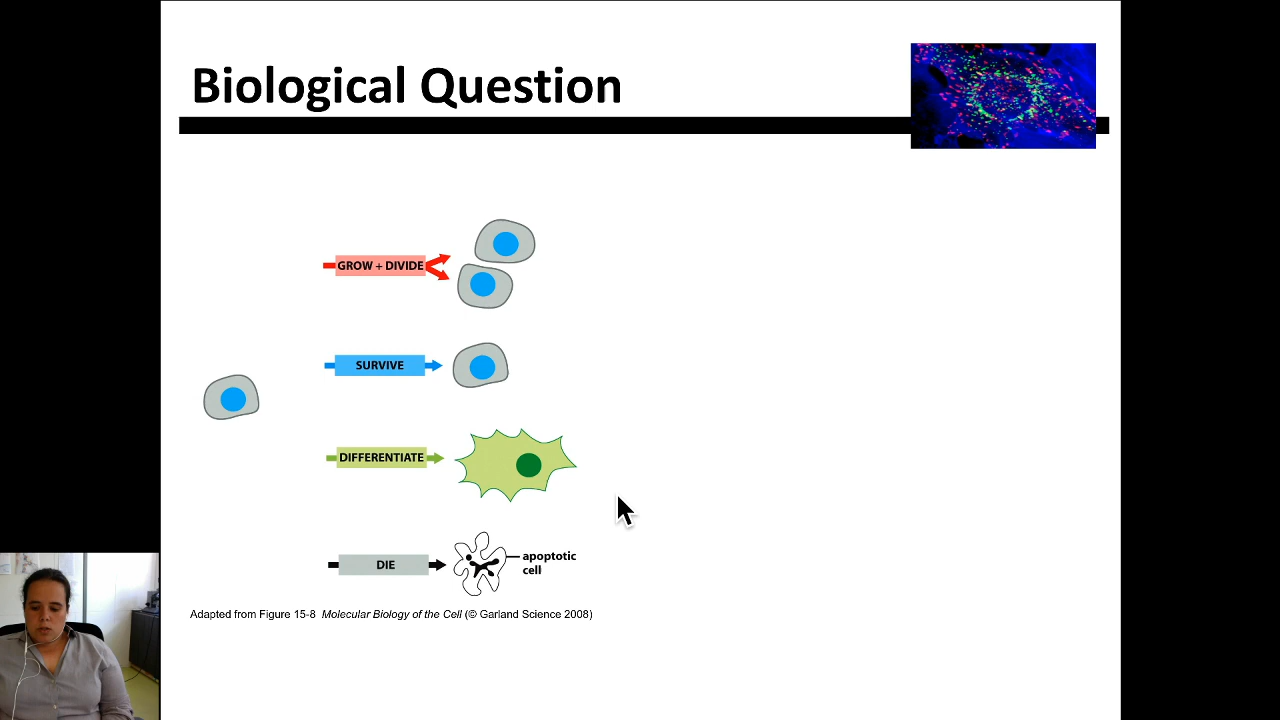 Biological Question
GROW + DIVIDE
SURVIVE
DIFFERENTIATE
DIE
apoptotic
cell
Adapted from Figure 15-8 Molecular Biology of the Cell (© Garland Science 2008)